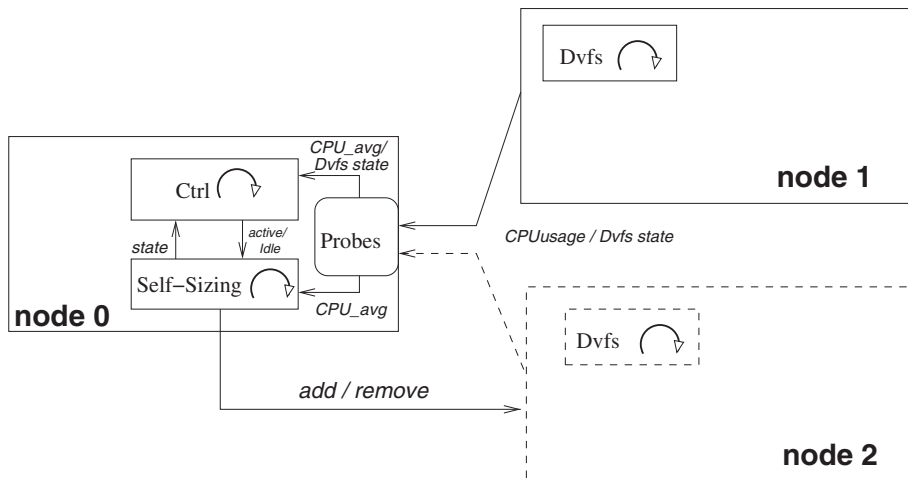 Dvfs
node 1
CPU_avg/
Dvfs state
Ctrl
Probes
state
active/
Idle
CPUusage / Dvfs state
Self−Sizing
CPU_avg
node 0
Dvfs
add / remove
node 2